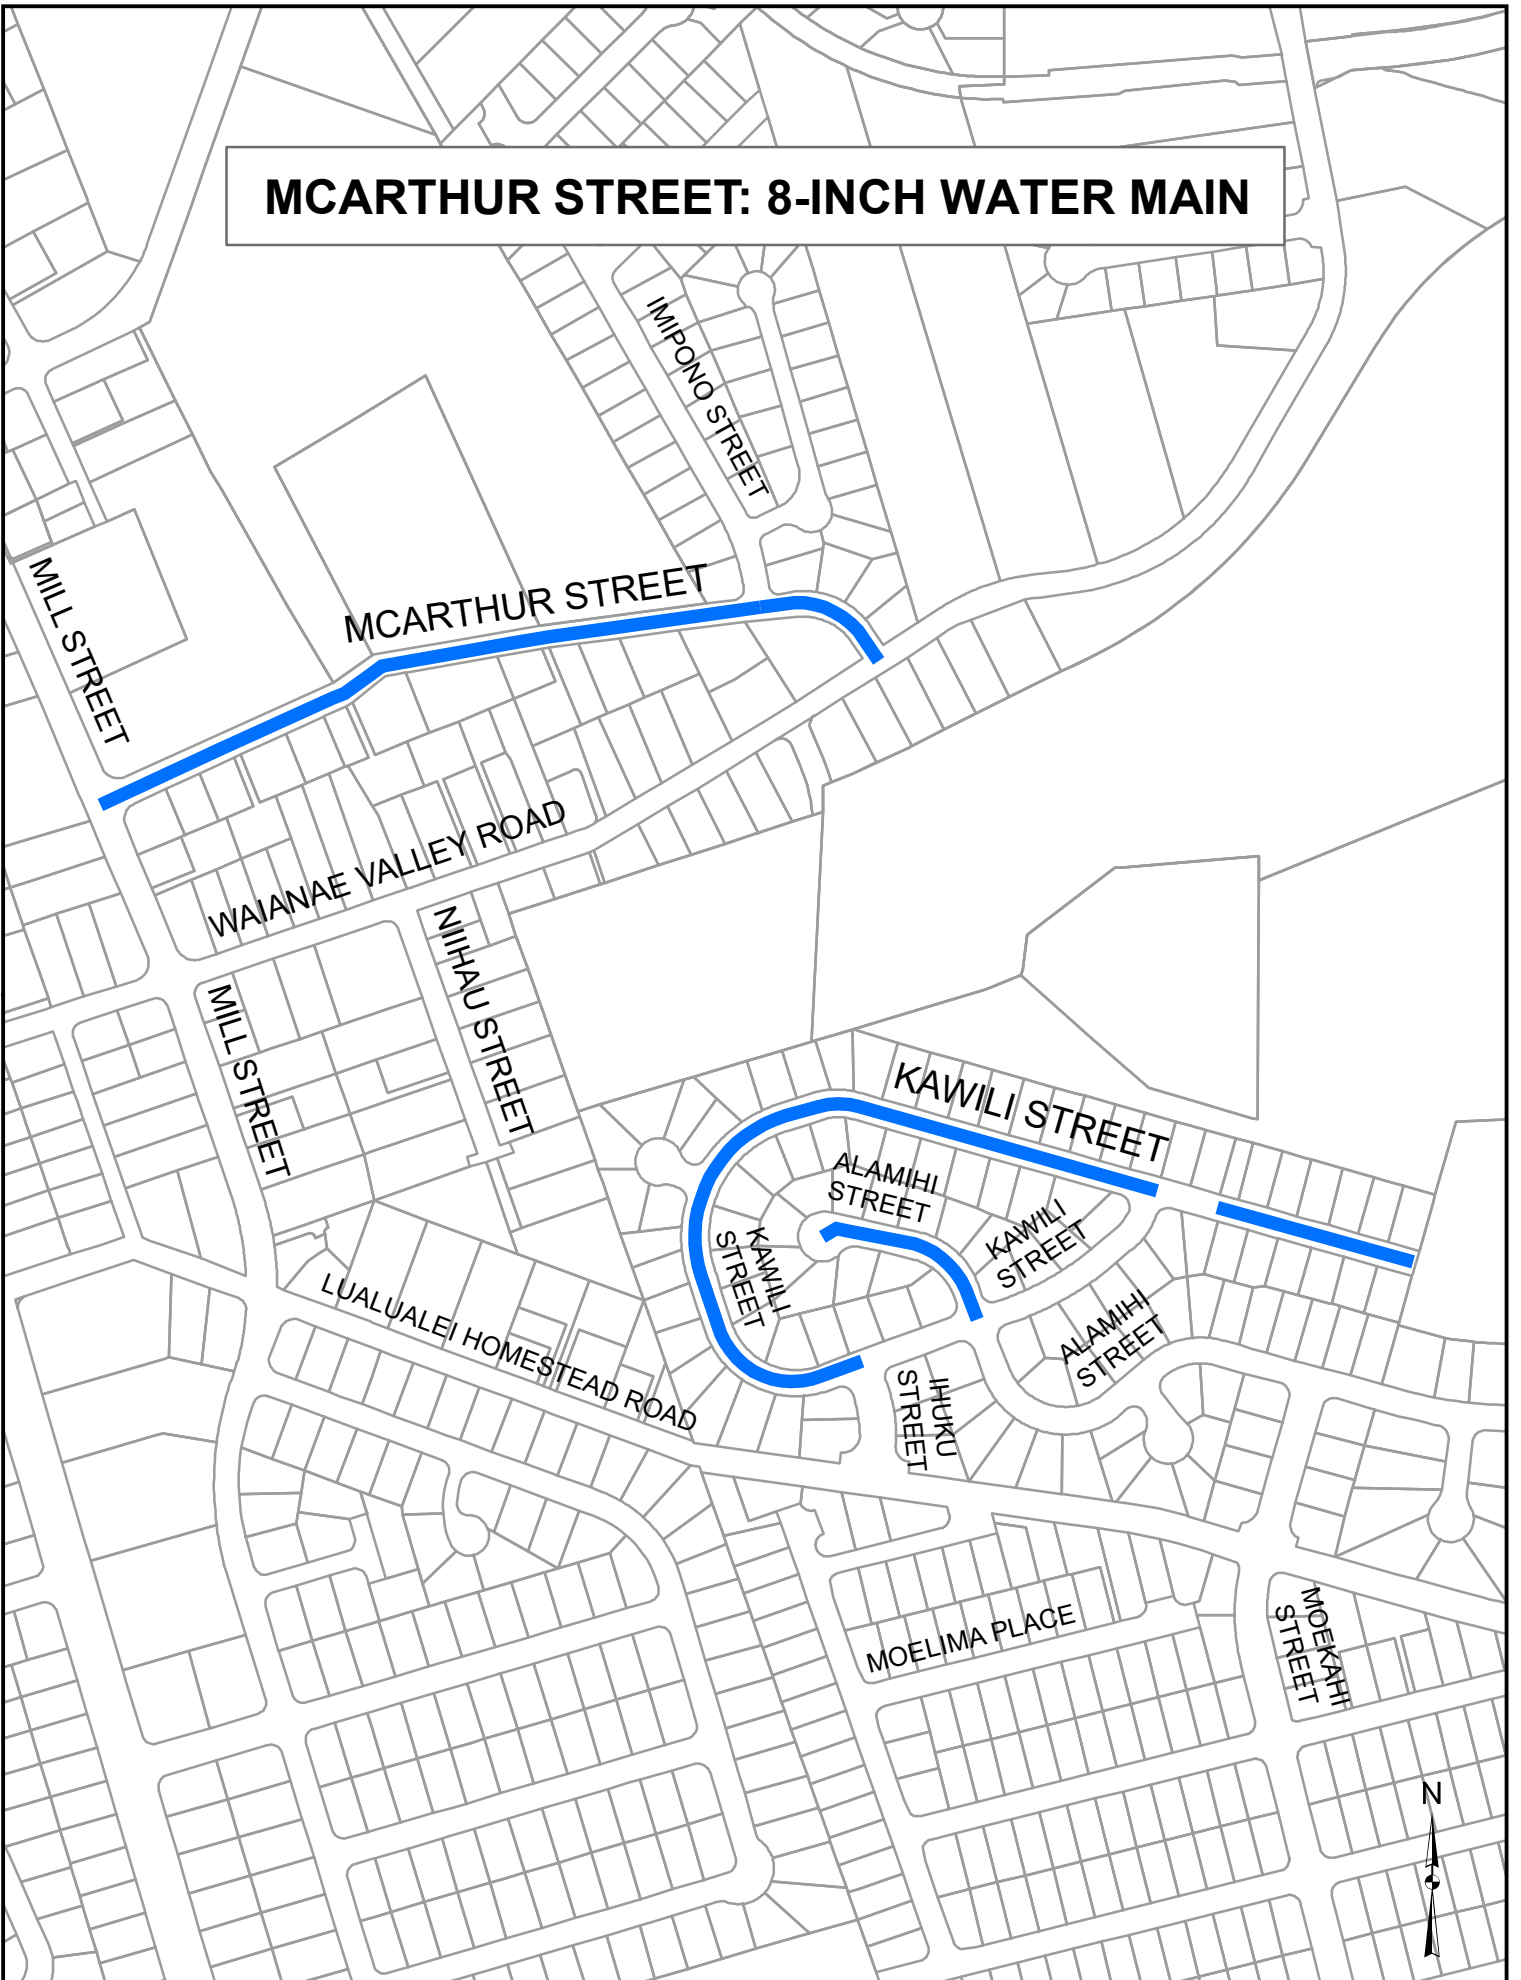 MCARTHUR STREET: 8-INCH WATER MAIN
IMIPONO STREET
MILL STREET
MCARTHUR STREET
WAIANAE VALLEY ROAD
NIIHAU STREET
MILL STREET
KAWILI STREET
ALAMIHI
STREET
KAWILI
STREET
KAWILI
STREET
ALAMIHI
STREET
LUALUALEI HOMESTEAD ROAD
IHUKU
STREET
MOELIMA PLACE
MOEKAHI
STREET
N